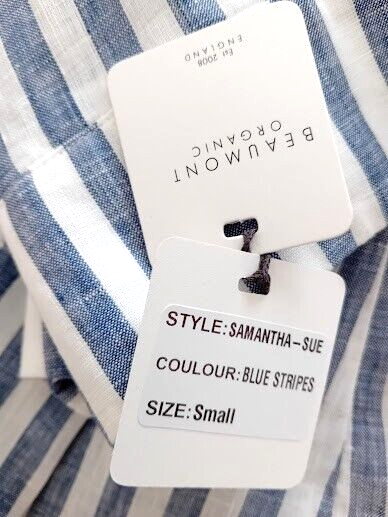 BEAUMONT
ORGANIC
Est 2008
ENGLAND
STYLE: SAMANTHA-SUE
COULOUR: BLUE STRIPES
SIZE: Small